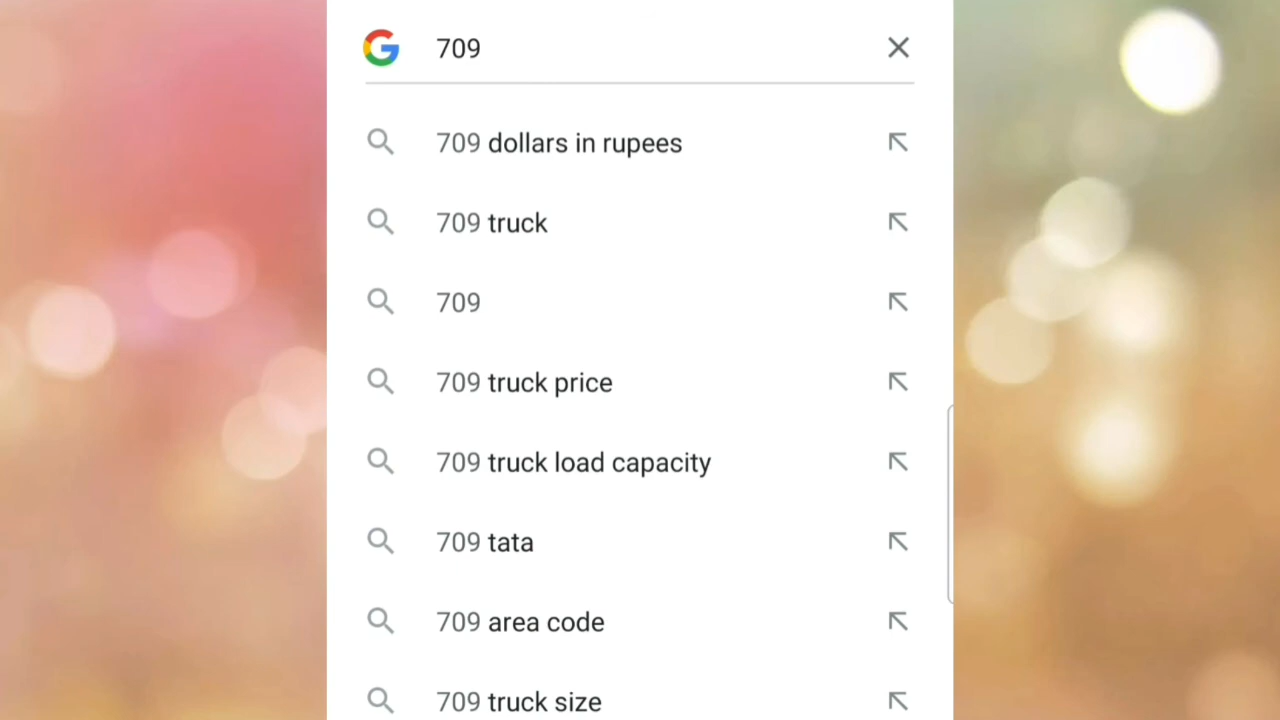 709
709 dollars in rupees
709 truck
709
709 truck price
709 truck load capacity
709 tata
709 area code
709 truck size